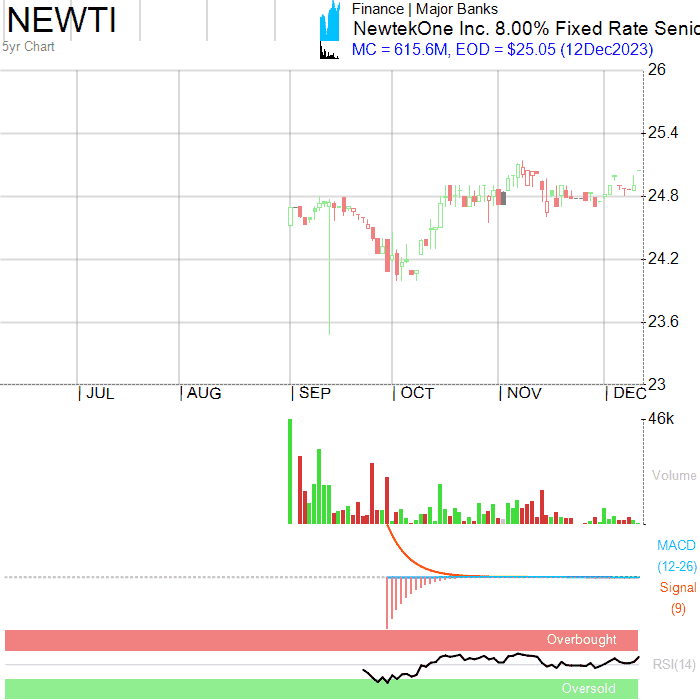 NEWTI
5yr Chart
Finance | Major Banks
NewtekOne Inc. 8.00% Fixed Rate Senio
MC = 615.6M, EOD = $25.05 (12Dec2023)
26
25.4
24.8
24.2
23.6
23
| JUL | AUG | SEP | OCT | NOV | DEC
46k
Volume
MACD
(12-26)
Signal
(9)
Overbought
RSI(14)
Oversold